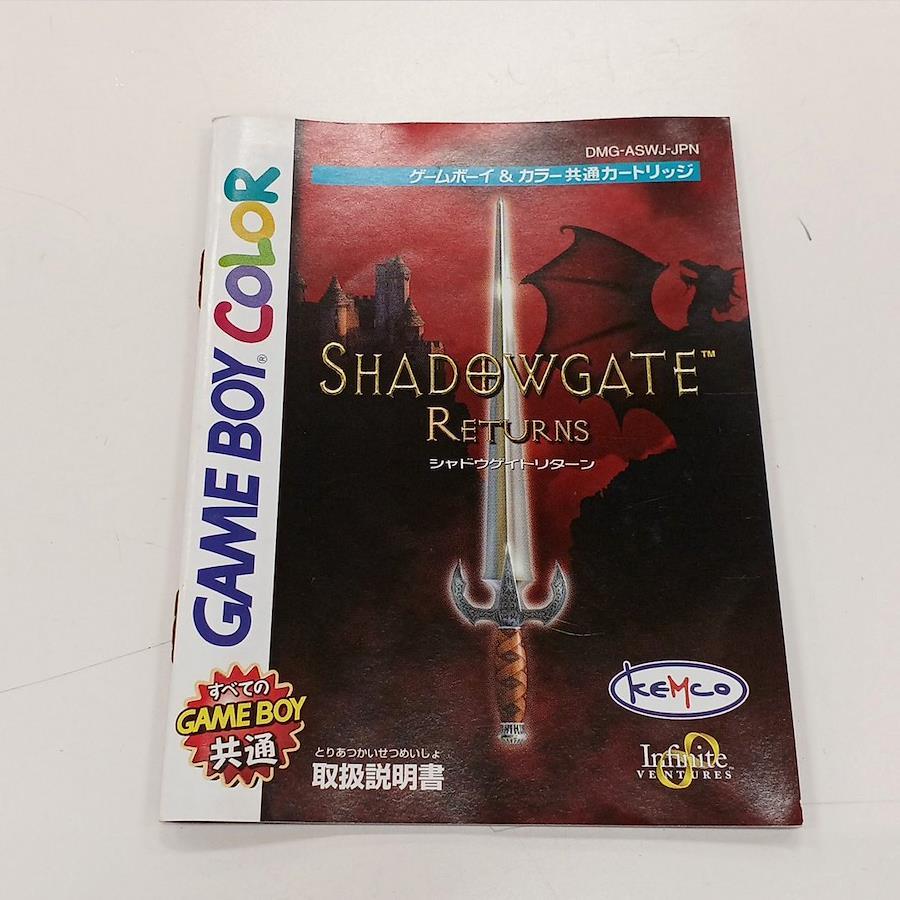 DMG-ASWJ-JPN
ゲームボーイ & カラー共通カートリッジ
GAME BOY® COLOR
SHADOWGATE™
RETURNS
シャドウゲイトリターン
すべての
GAME BOY
共通
とりあつかいせつめいしょ
取扱説明書
KEMCO
Infinite
VENTURES™